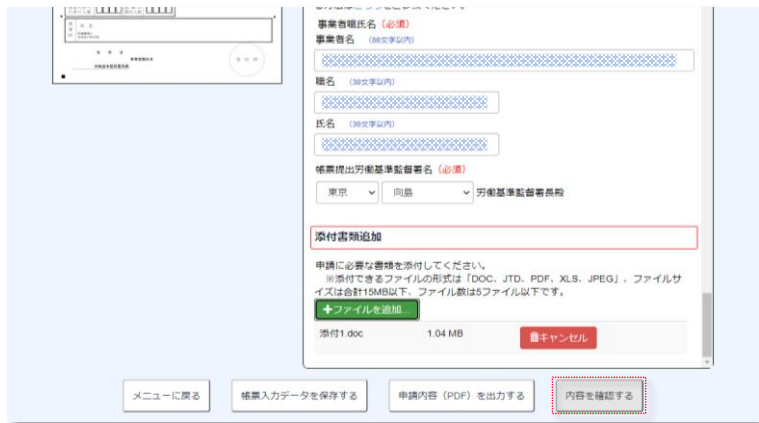 事業者職氏名（必須）
事業者名 （80文字以内）
職名 （30文字以内）
氏名 （30文字以内）
帳票提出労働基準監督署名（必須）
東京 向島 労働基準監督署長殿
添付書類追加
申請に必要な書類を添付してください。
※添付できるファイルの形式は「DOC、JTD、PDF、XLS、JPEG」、ファイルサ
イズは合計15MB以下、ファイル数は5ファイル以下です。
+ファイルを追加...
添付1.doc 1.04 MB キャンセル
メニューに戻る 帳票入力データを保存する 申請内容（PDF）を出力する 内容を確認する